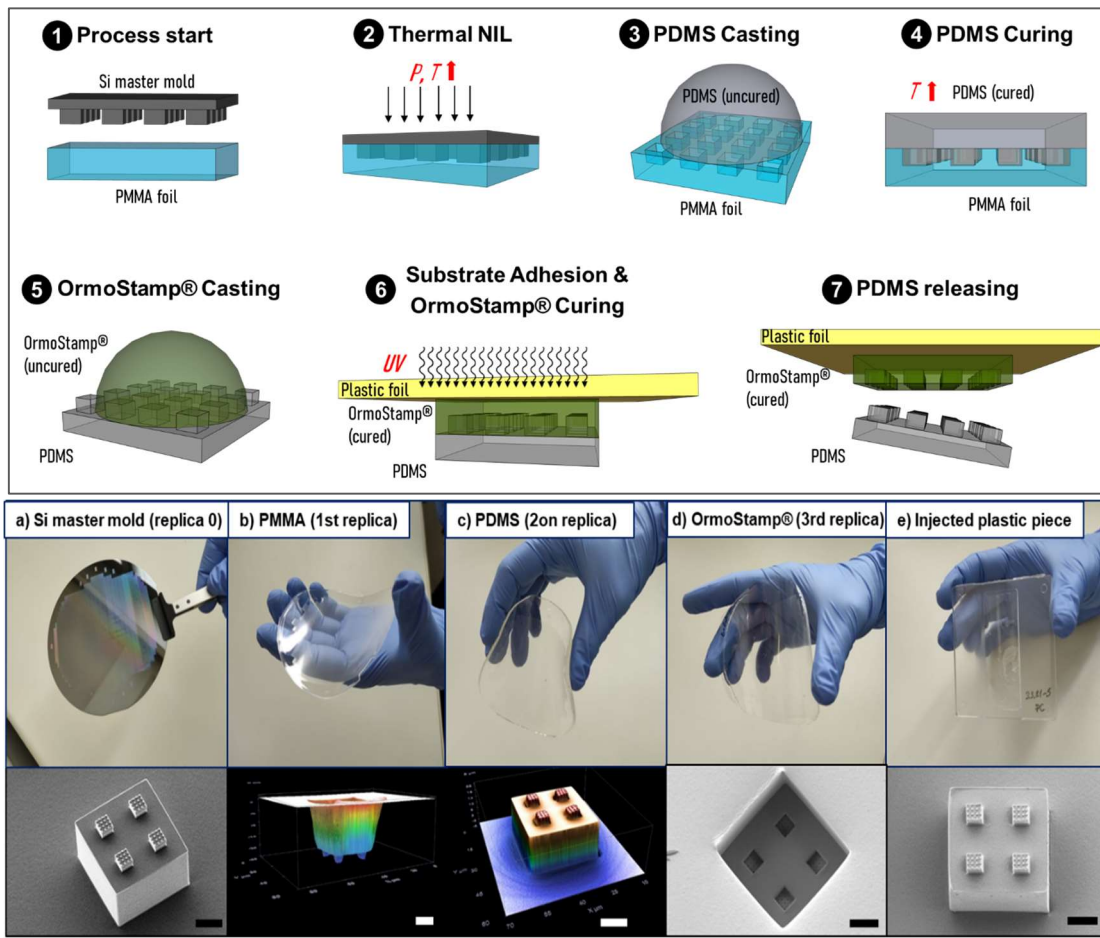 1 Process start
Si master mold
PMMA foil
2 Thermal NIL
P, T
3 PDMS Casting
PDMS (uncured)
PMMA foil
4 PDMS Curing
T
PDMS (cured)
PMMA foil
5 OrmoStamp® Casting
OrmoStamp®
(uncured)
PDMS
6 Substrate Adhesion &
OrmoStamp® Curing
UV
Plastic foil
OrmoStamp®
(cured)
PDMS
7 PDMS releasing
Plastic foil
OrmoStamp®
(cured)
PDMS
a) Si master mold (replica 0)
b) PMMA (1st replica)
c) PDMS (2on replica)
d) OrmoStamp® (3rd replica)
e) Injected plastic piece
PC
X µm